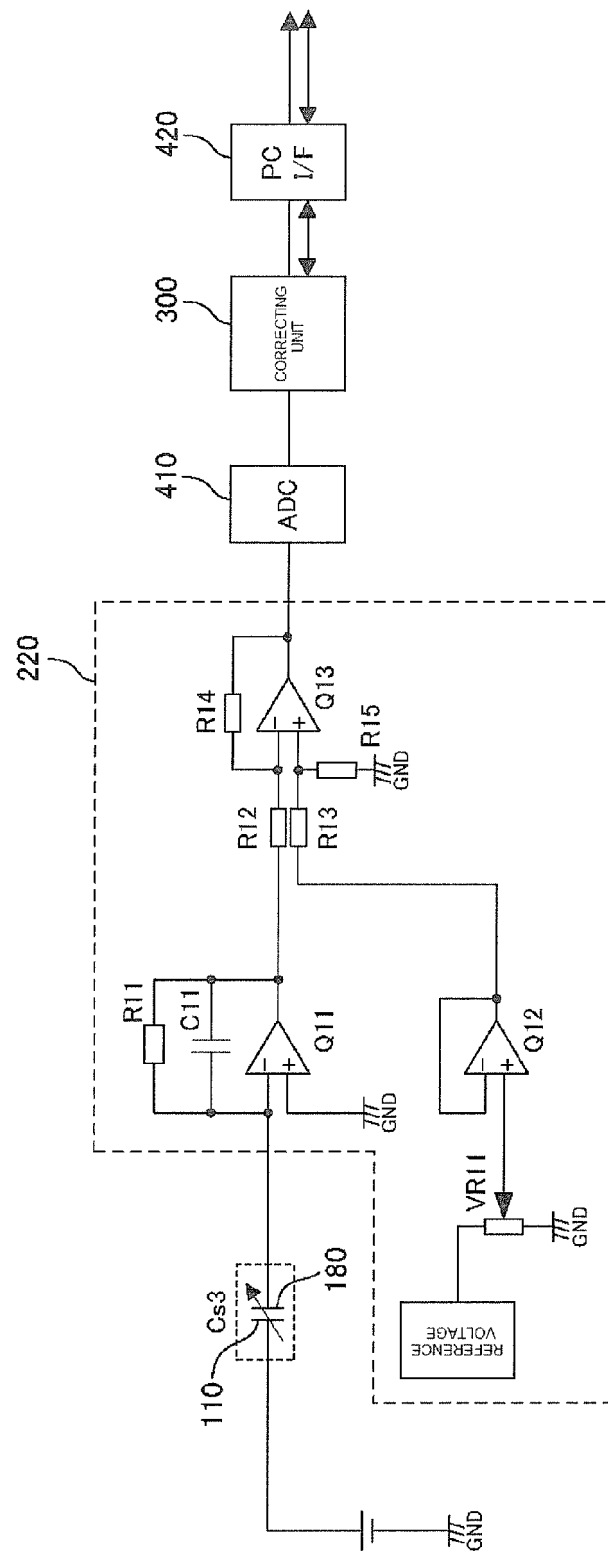 220
410
300
420
ADC
CORRECTING
UNIT
PC
I/F
R11
C11
Q11
GND
R12
R13
R14
Q13
R15
GND
Cs3
110
180
REFERENCE
VOLTAGE
VR11
GND
Q12
GND